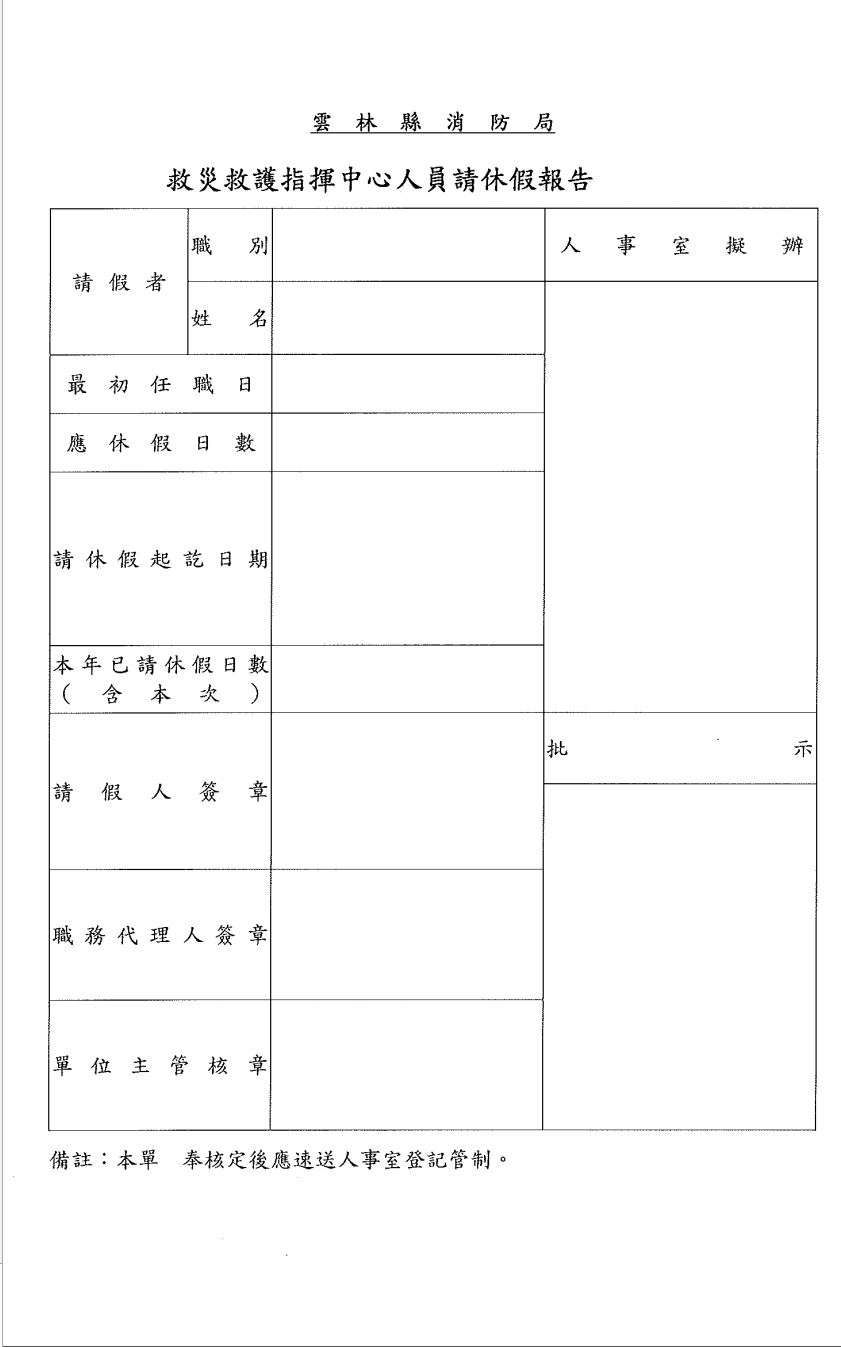 雲林縣消防局
救災救護指揮中心人員請休假報告
請假者
職別
人事室擬辦
姓名
最初任職日
應休假日數
請休假起訖日期
本年已請休假日數
(含本次)
批示
請假人簽章
職務代理人簽章
單位主管核章
備註：本單　奉核定後應速送人事室登記管制。